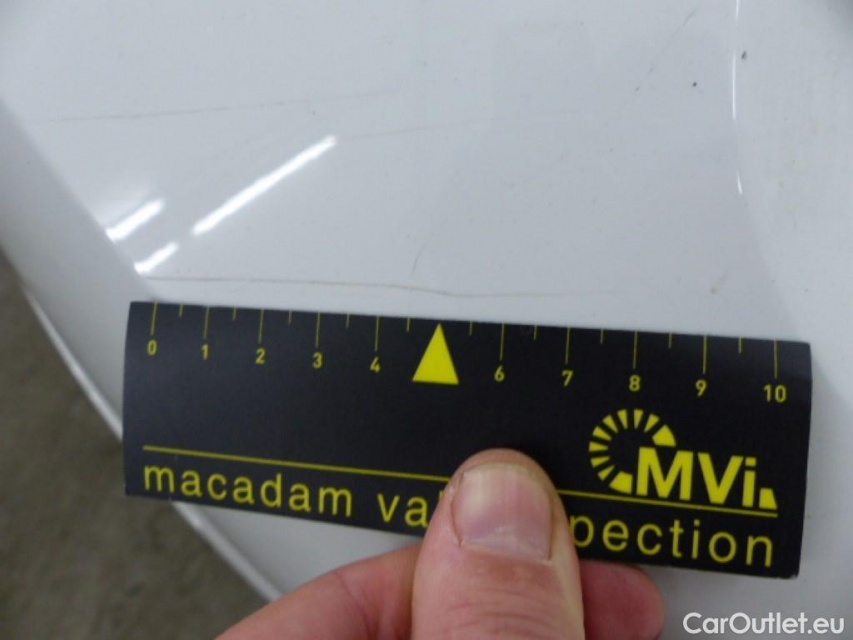 0 1 2 3 4 6 7 8 9 10
MVi
macadam va pection
CarOutlet.eu